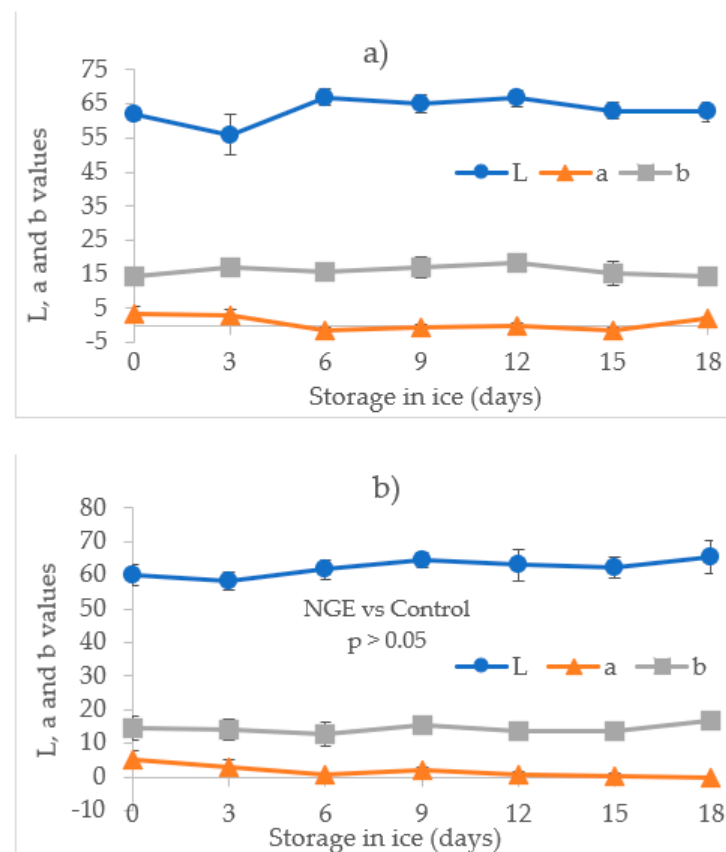 a)
75
65
55
45
35
25
15
5
-5
L, a and b values
L a b
0 3 6 9 12 15 18
Storage in ice (days)
b)
80
70
60
50
40
30
20
10
0
-10
L, a and b values
NGE vs Control
p > 0.05
L a b
0 3 6 9 12 15 18
Storage in ice (days)